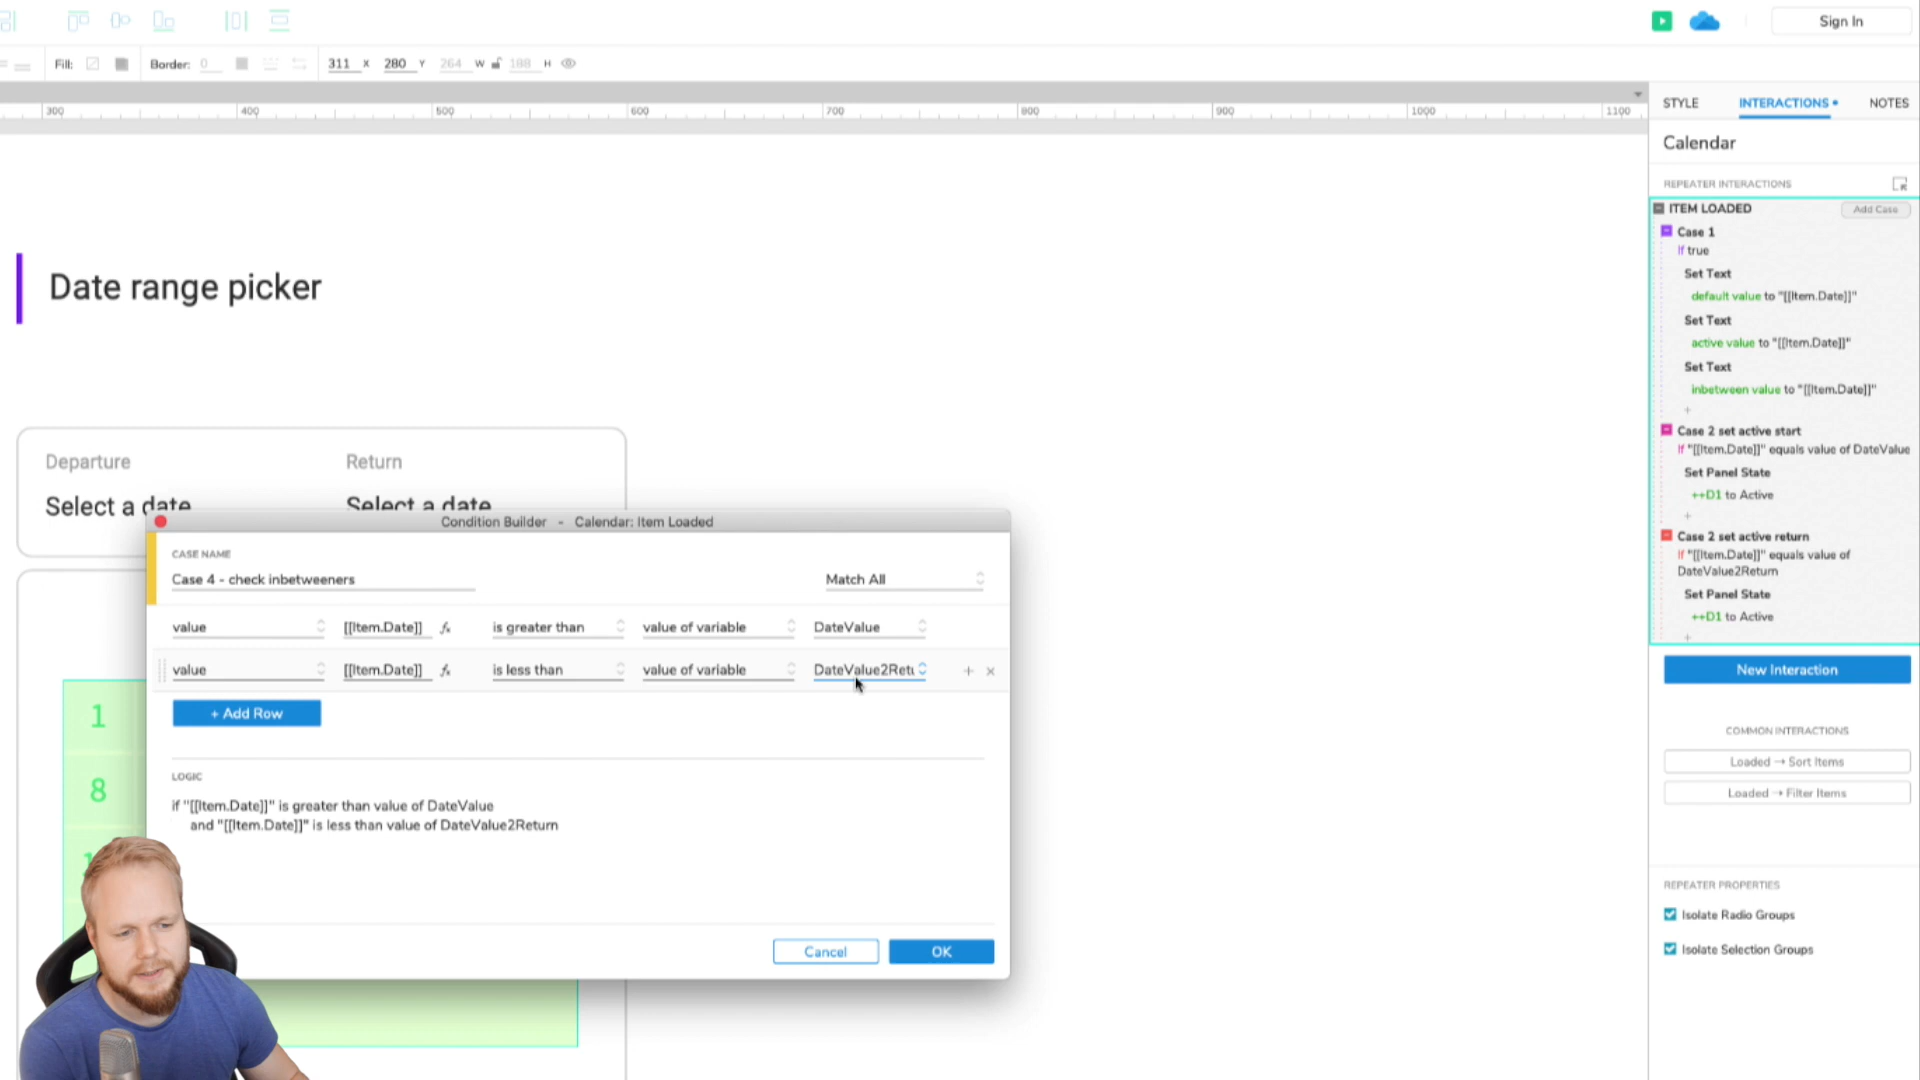 Sign In
Fill:
Border: 0
311 X 280 Y 264 W 188 H
300 400 500 600 700 800 900 1000 1100
STYLE INTERACTIONS NOTES
Calendar
REPEATER INTERACTIONS
ITEM LOADED Add Case
Case 1
If true
Set Text
default value to "[[Item.Date]]"
Set Text
active value to "[[Item.Date]]"
Set Text
inbetween value to "[[Item.Date]]"
+
Case 2 set active start
If "[[Item.Date]]" equals value of DateValue
Set Panel State
++D1 to Active
+
Case 2 set active return
If "[[Item.Date]]" equals value of
DateValue2Return
Set Panel State
++D1 to Active
+
New Interaction
COMMON INTERACTIONS
Loaded → Sort Items
Loaded → Filter Items
REPEATER PROPERTIES
Isolate Radio Groups
Isolate Selection Groups
Date range picker
Departure Return
Select a date Select a date
1
8
Condition Builder - Calendar: Item Loaded
CASE NAME
Case 4 - check inbetweeners Match All
value [[Item.Date]] fx is greater than value of variable DateValue
value [[Item.Date]] fx is less than value of variable DateValue2Retu + ×
+ Add Row
LOGIC
if "[[Item.Date]]" is greater than value of DateValue
and "[[Item.Date]]" is less than value of DateValue2Return
Cancel OK